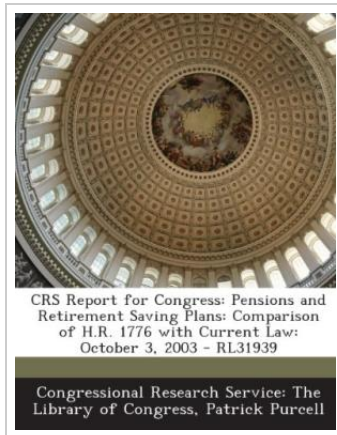 CRS Report for Congress: Pensions and
Retirement Saving Plans: Comparison
of H.R. 1776 with Current Law:
October 3, 2003 - RL31939
Congressional Research Service: The
Library of Congress, Patrick Purcell